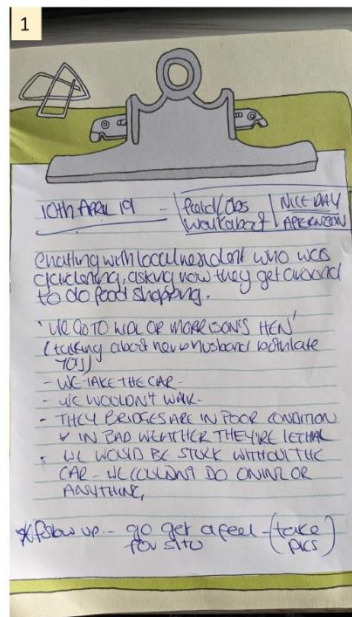 1
10th APRIL 19 - field/obs walkabout NICE DAY AFTERNOON
chatting with local resident who was
gardening, asking how they get around
to do food shopping.
'WE GO TO LIDL OR MORRISON'S HEN'
(talking about her & husband both late
70s)
- WE TAKE THE CAR -
- WE WOULDN'T WALK -
- THEY BRIDGES ARE IN POOR CONDITION
& IN BAD WEATHER THEY'RE LETHAL
- WE WOULD BE STUCK WITHOUT THE
CAR - WE COULDN'T DO ONLINE OR
ANYTHING,
* follow up -- go get a feel - (take
for site pics)